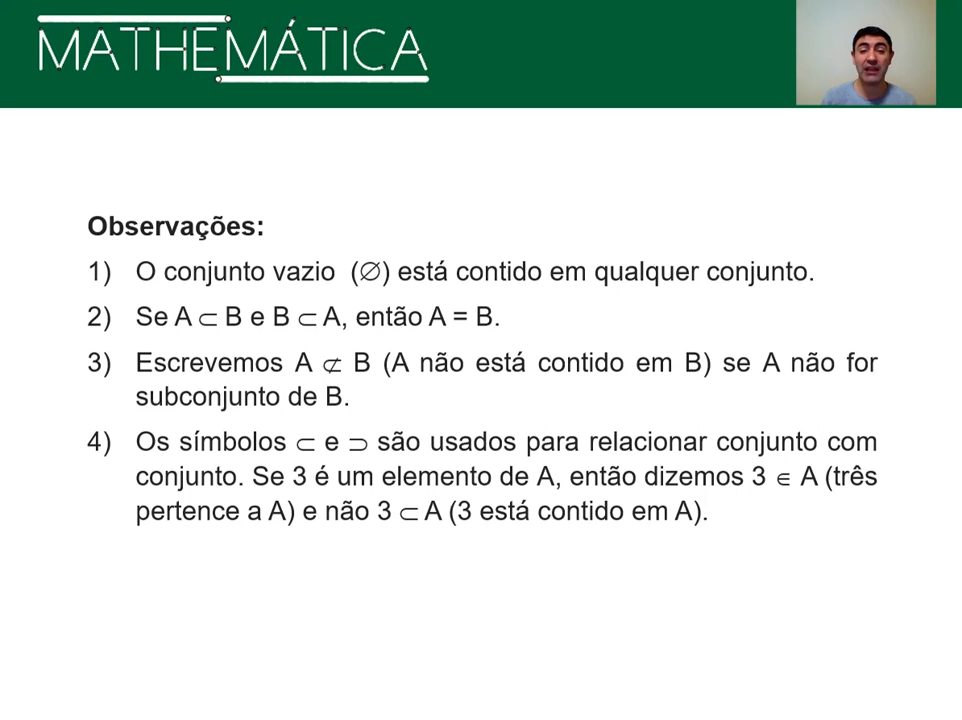 MATHEMÁTICA
Observações:
1) O conjunto vazio (∅) está contido em qualquer conjunto.
2) Se A ⊂ B e B ⊂ A, então A = B.
3) Escrevemos A ⊄ B (A não está contido em B) se A não for
subconjunto de B.
4) Os símbolos ⊂ e ⊃ são usados para relacionar conjunto com
conjunto. Se 3 é um elemento de A, então dizemos 3 ∈ A (três
pertence a A) e não 3 ⊂ A (3 está contido em A).